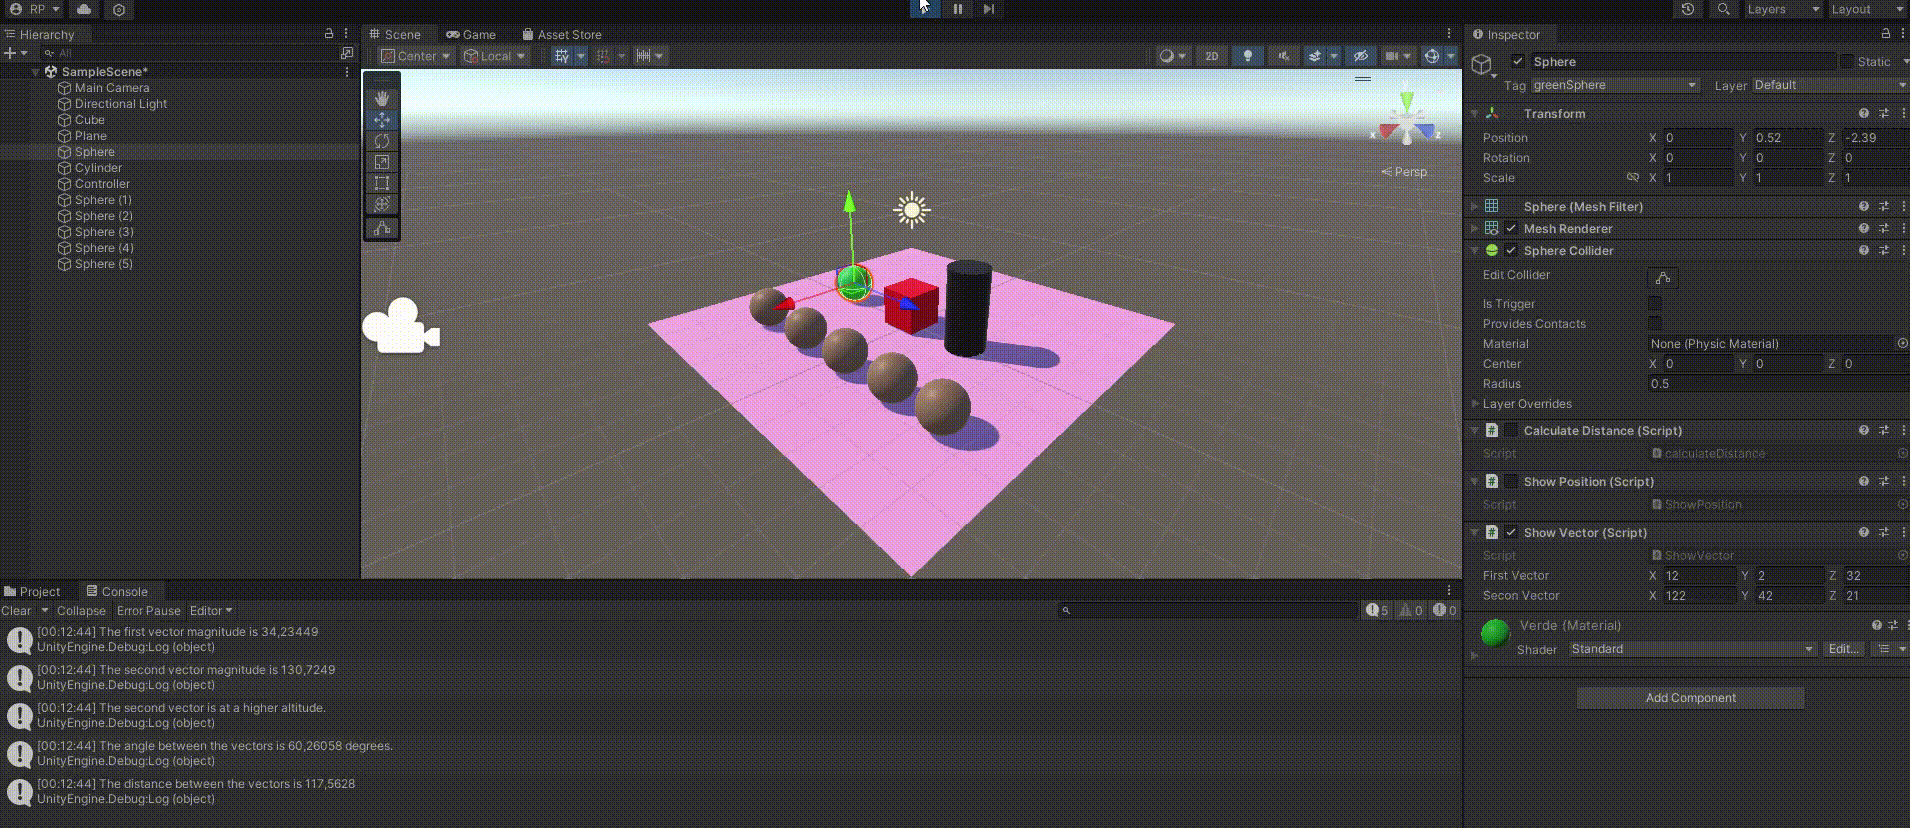 RP
Layers
Layout
Hierarchy
All
SampleScene*
Main Camera
Directional Light
Cube
Plane
Sphere
Cylinder
Controller
Sphere (1)
Sphere (2)
Sphere (3)
Sphere (4)
Sphere (5)
Scene
Game
Asset Store
Center
Local
2D
x
z
Persp
Inspector
Sphere
Static
Tag greenSphere Layer Default
Transform
Position X 0 Y 0.52 Z -2.39
Rotation X 0 Y 0 Z 0
Scale X 1 Y 1 Z 1
Sphere (Mesh Filter)
Mesh Renderer
Sphere Collider
Edit Collider
Is Trigger
Provides Contacts
Material None (Physic Material)
Center X 0 Y 0 Z 0
Radius 0.5
Layer Overrides
# Calculate Distance (Script)
Script calculateDistance
# Show Position (Script)
Script ShowPosition
# Show Vector (Script)
Script ShowVector
First Vector X 12 Y 2 Z 32
Secon Vector X 122 Y 42 Z 21
Verde (Material)
Shader Standard Edit...
Add Component
Project
Console
Clear Collapse Error Pause Editor
5 0 0
[00:12:44] The first vector magnitude is 34,23449
UnityEngine.Debug:Log (object)
[00:12:44] The second vector magnitude is 130,7249
UnityEngine.Debug:Log (object)
[00:12:44] The second vector is at a higher altitude.
UnityEngine.Debug:Log (object)
[00:12:44] The angle between the vectors is 60,26058 degrees.
UnityEngine.Debug:Log (object)
[00:12:44] The distance between the vectors is 117,5628
UnityEngine.Debug:Log (object)